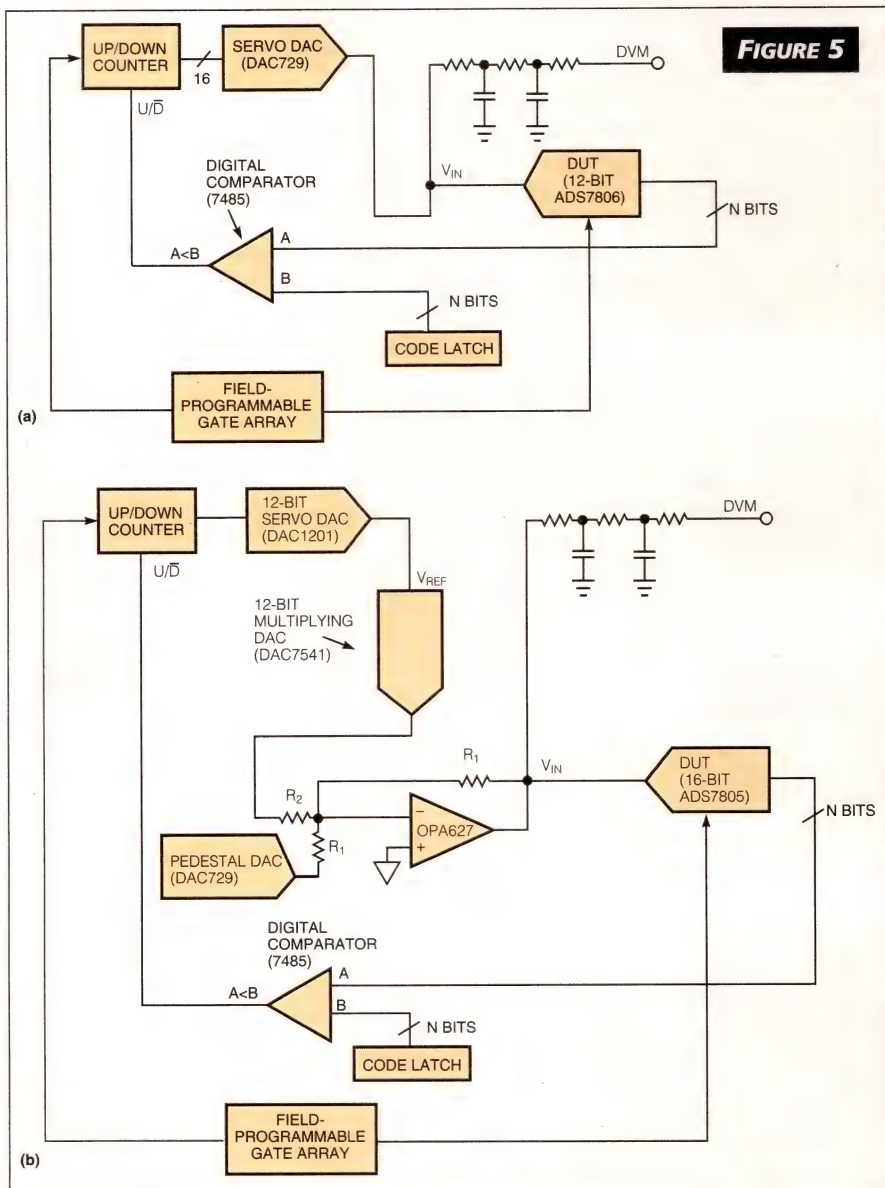 FIGURE 5
UP/DOWN
COUNTER
16
SERVO DAC
(DAC729)
DVM
U/D̅
DIGITAL
COMPARATOR
(7485)
V_IN
DUT
(12-BIT
ADS7806)
N BITS
A
A<B
B
N BITS
CODE LATCH
FIELD-
PROGRAMMABLE
GATE ARRAY
(a)
UP/DOWN
COUNTER
12-BIT
SERVO DAC
(DAC1201)
DVM
U/D̅
V_REF
12-BIT
MULTIPLYING
DAC
(DAC7541)
R1
V_IN
DUT
(16-BIT
ADS7805)
N BITS
R2
–
OPA627
+
R1
PEDESTAL DAC
(DAC729)
DIGITAL
COMPARATOR
(7485)
A
A<B
B
N BITS
CODE LATCH
FIELD-
PROGRAMMABLE
GATE ARRAY
(b)